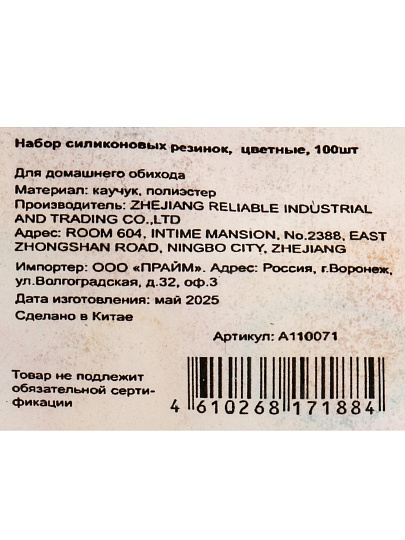 Набор силиконовых резинок, цветные, 100шт
Для домашнего обихода
Материал: каучук, полиэстер
Производитель: ZHEJIANG RELIABLE INDUSTRIAL
AND TRADING CO.,LTD
Адрес: ROOM 604, INTIME MANSION, No.2388, EAST
ZHONGSHAN ROAD, NINGBO CITY, ZHEJIANG
Импортер: ООО «ПРАЙМ». Адрес: Россия, г.Воронеж,
ул.Волгоградская, д.32, оф.3
Дата изготовления: май 2025
Сделано в Китае
Артикул: A110071
Товар не подлежит
обязательной серти-
фикации
4 610268 171884